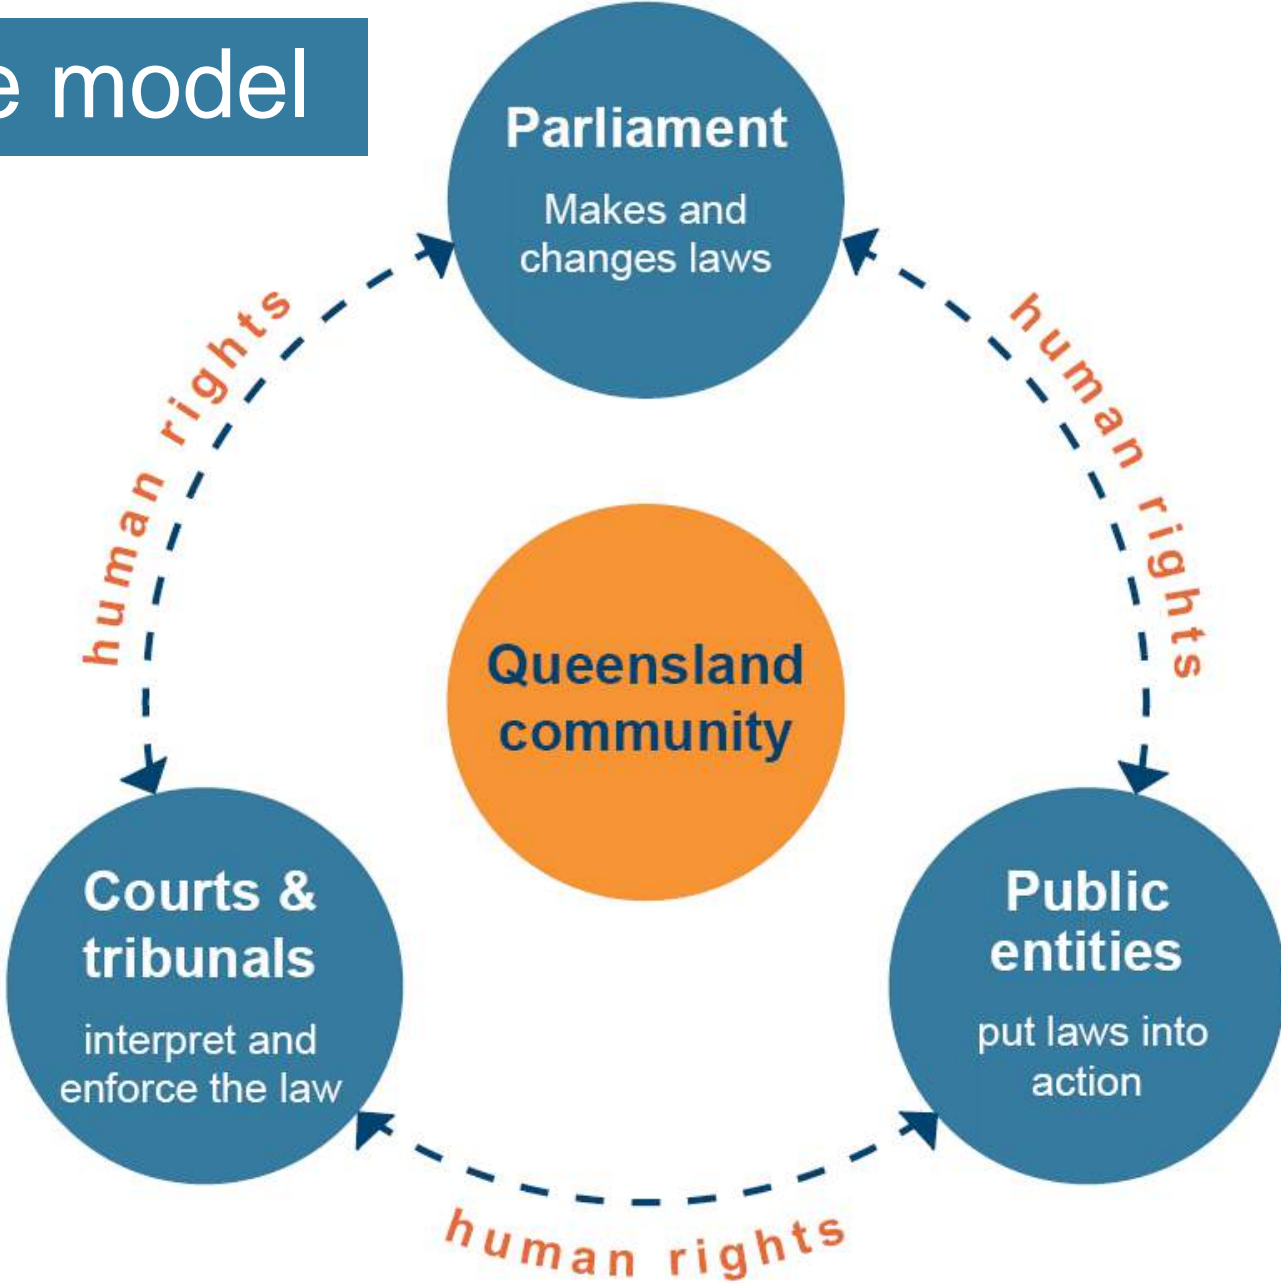 e model
Parliament
Makes and
changes laws
human rights
human rights
Queensland
community
Courts &
tribunals
interpret and
enforce the law
Public
entities
put laws into
action
human rights